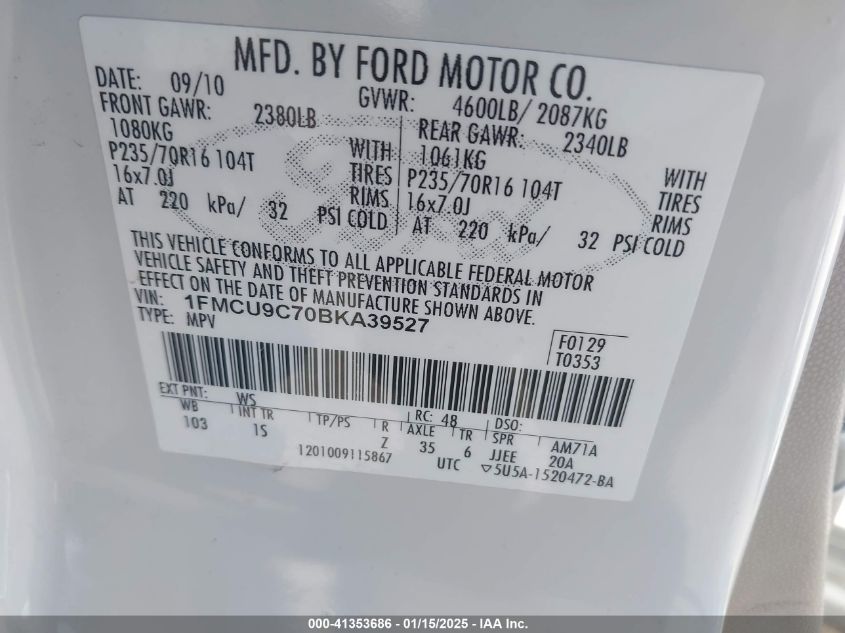 MFD. BY FORD MOTOR CO.
DATE: 09/10 GVWR: 4600LB/ 2087KG
FRONT GAWR: 2380LB REAR GAWR: 2340LB
1080KG WITH 1061KG WITH
P235/70R16 104T TIRES P235/70R16 104T TIRES
16x7.0J RIMS 16x7.0J RIMS
AT 220 kPa/ 32 PSI COLD AT 220 kPa/ 32 PSI COLD
THIS VEHICLE CONFORMS TO ALL APPLICABLE FEDERAL MOTOR
VEHICLE SAFETY AND THEFT PREVENTION STANDARDS IN
EFFECT ON THE DATE OF MANUFACTURE SHOWN ABOVE.
VIN: 1FMCU9C70BKA39527
TYPE: MPV
F0129
T0353
EXT PNT: WS RC: 48 DSO:
WB INT TR TP/PS R AXLE TR SPR AM71A
103 15 Z 35 6 JJEE 20A
1201009115867 UTC ▽5U5A-1520472-BA
000-41353686 - 01/15/2025 - IAA Inc.